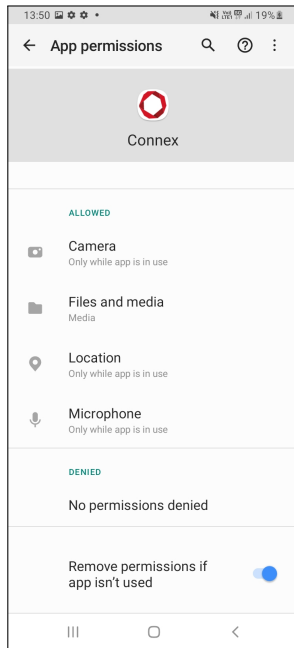 13:50 19%
App permissions
Connex
ALLOWED
Camera
Only while app is in use
Files and media
Media
Location
Only while app is in use
Microphone
Only while app is in use
DENIED
No permissions denied
Remove permissions if
app isn't used